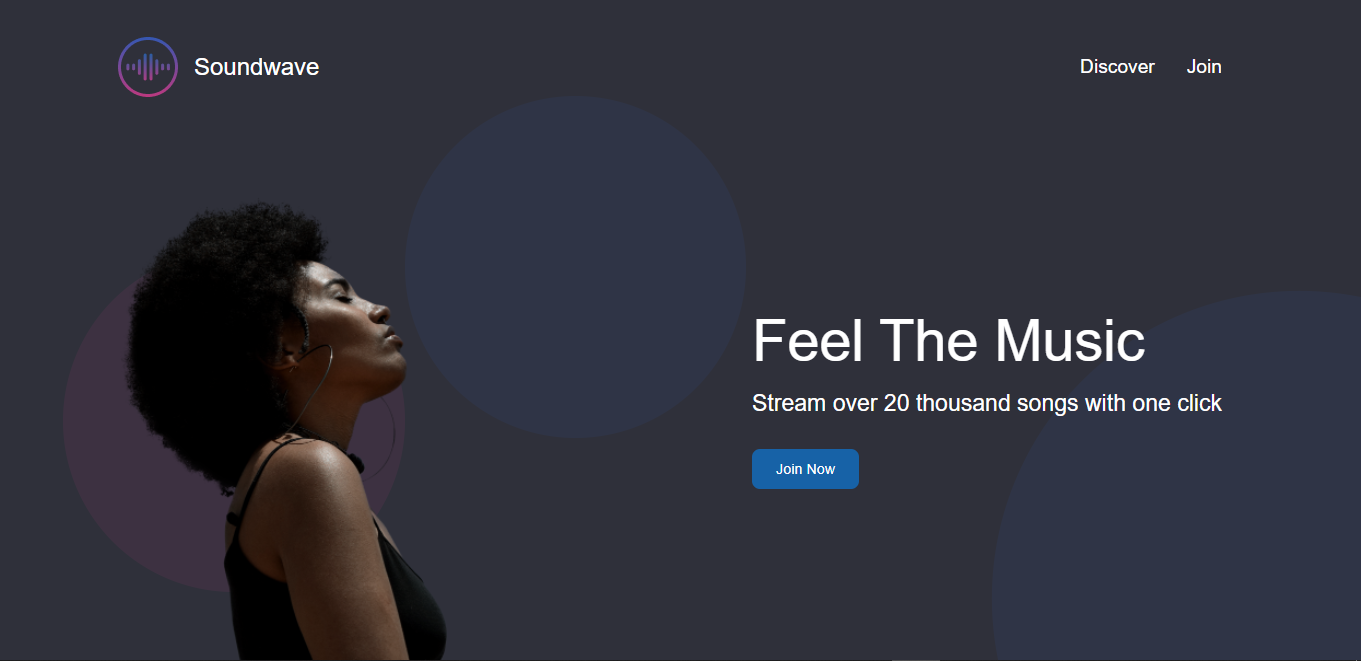 Soundwave
Discover
Join
Feel The Music
Stream over 20 thousand songs with one click
Join Now